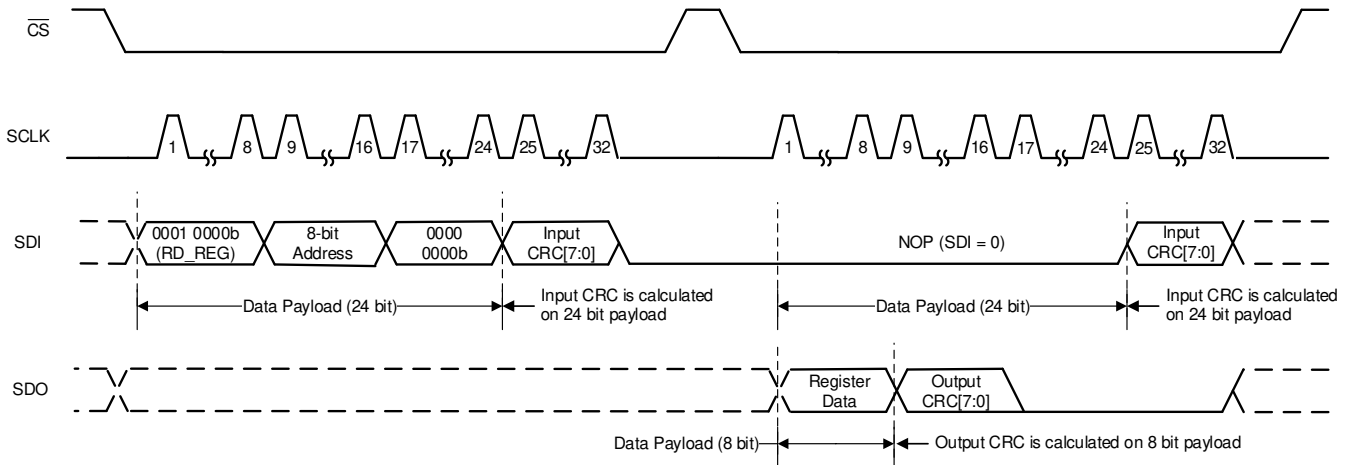 CS
SCLK
1 8 9 16 17 24 25 32 1 8 9 16 17 24 25 32
SDI
0001 0000b
(RD_REG)
8-bit
Address
0000
0000b
Input
CRC[7:0]
NOP (SDI = 0)
Input
CRC[7:0]
Data Payload (24 bit)
Input CRC is calculated
on 24 bit payload
Data Payload (24 bit)
Input CRC is calculated
on 24 bit payload
SDO
Register
Data
Output
CRC[7:0]
Data Payload (8 bit)
Output CRC is calculated on 8 bit payload